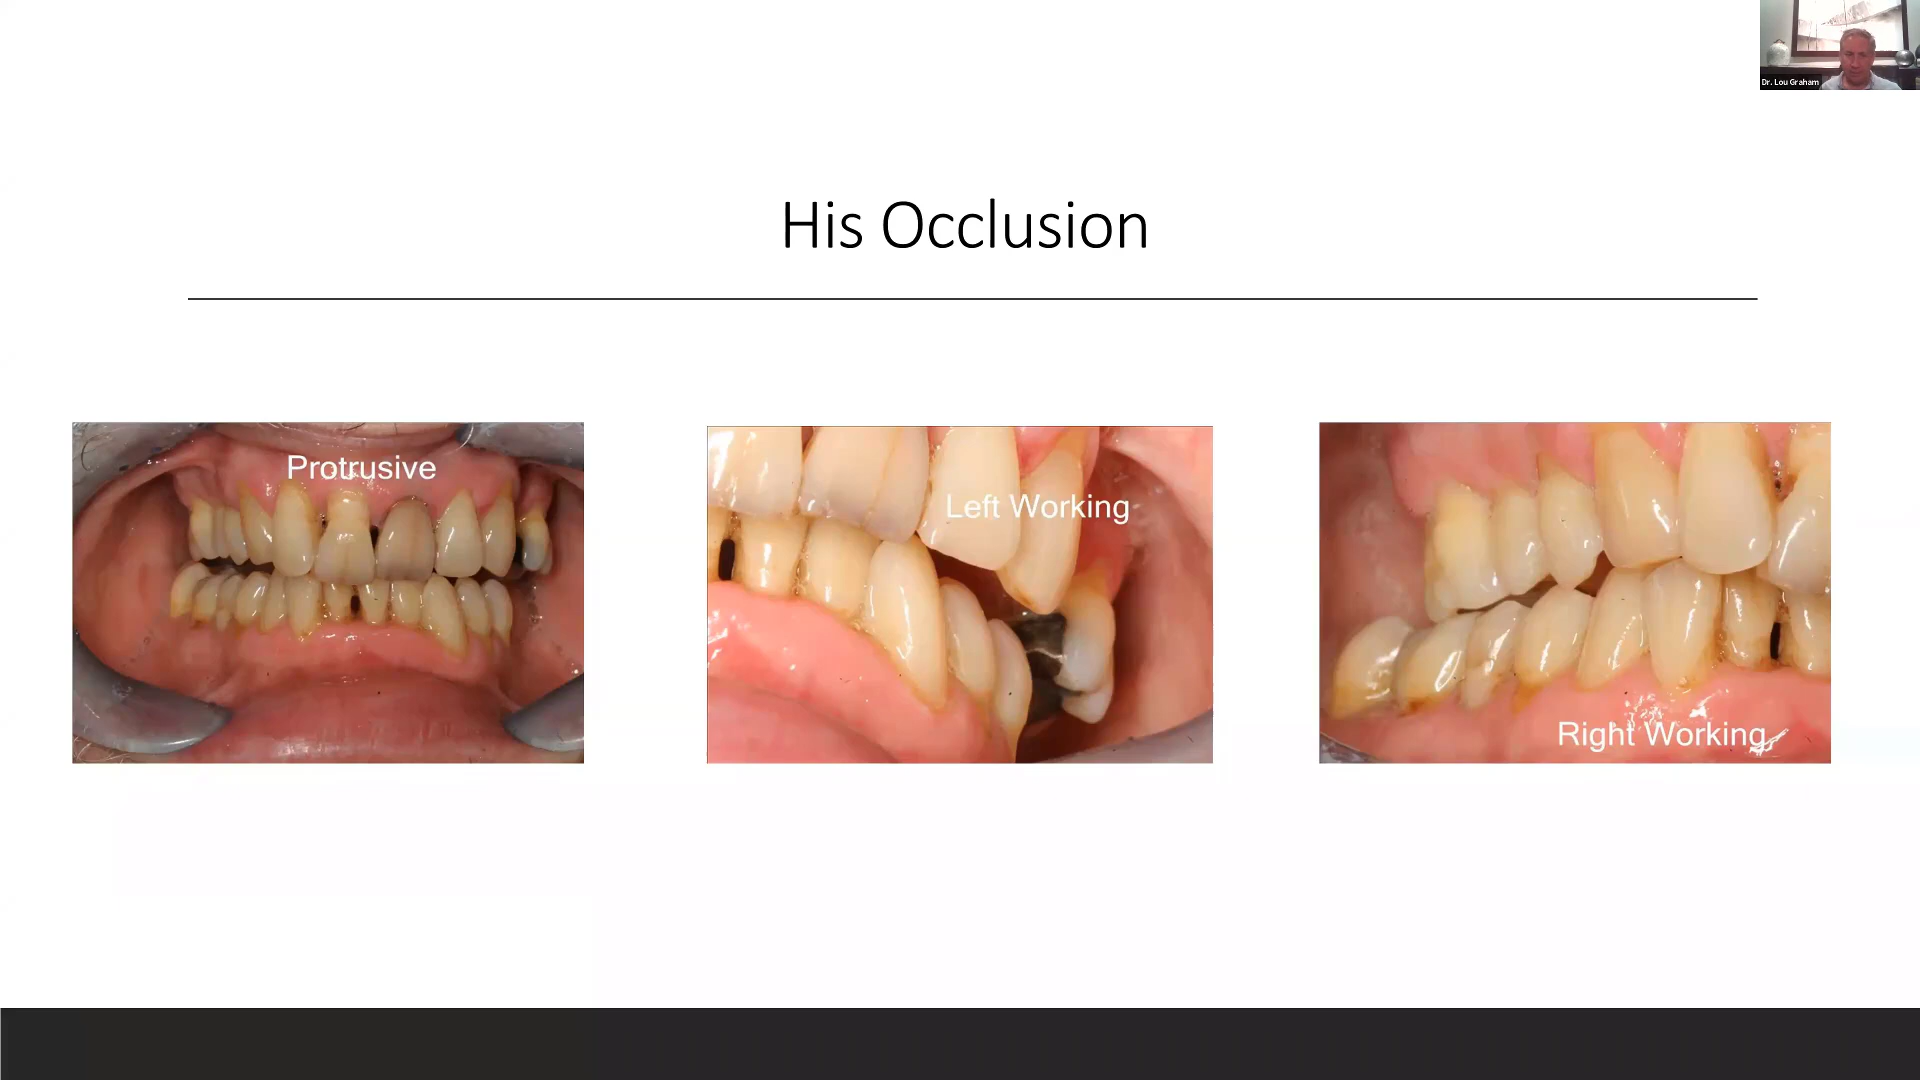 Dr. Lou Graham
His Occlusion
Protrusive
Left Working
Right Working